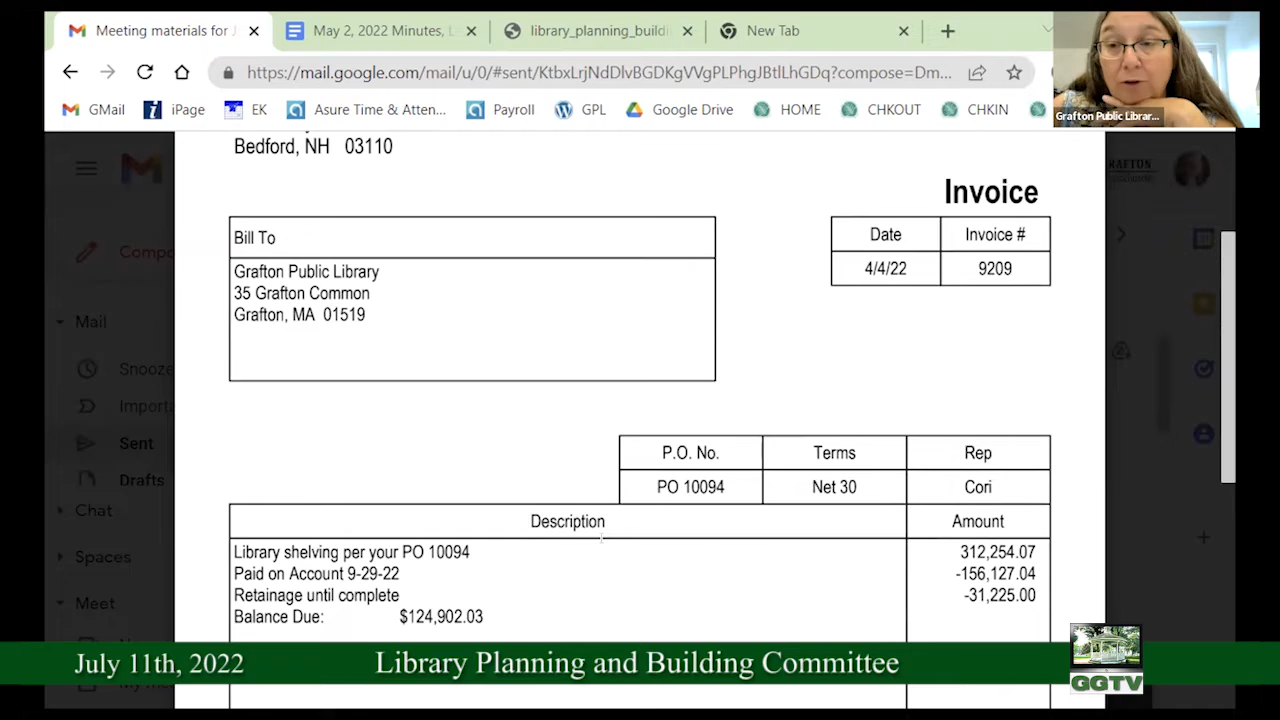 Meeting materials for J
May 2, 2022 Minutes, L
library_planning_buildi
New Tab
https://mail.google.com/mail/u/0/#sent/KtbxLrjNdDlvBGDKgVVgPLPhgJBtlLhGDq?compose=Dm...
GMail
iPage
EK
Asure Time & Atten...
Payroll
GPL
Google Drive
HOME
CHKOUT
CHKIN
Grafton Public Librar...
Bedford, NH 03110
Invoice
Bill To
Date Invoice #
Grafton Public Library
4/4/22 9209
35 Grafton Common
Grafton, MA 01519
Compo
Mail
Snooze
Importa
Sent
Drafts
Chat
Spaces
Meet
P.O. No. Terms Rep
PO 10094 Net 30 Cori
Description Amount
Library shelving per your PO 10094 312,254.07
Paid on Account 9-29-22 -156,127.04
Retainage until complete -31,225.00
Balance Due: $124,902.03
July 11th, 2022 Library Planning and Building Committee
GGTV